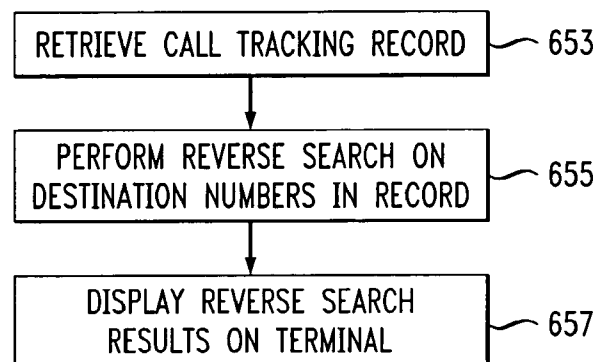 RETRIEVE CALL TRACKING RECORD
653
PERFORM REVERSE SEARCH ON
DESTINATION NUMBERS IN RECORD
655
DISPLAY REVERSE SEARCH
RESULTS ON TERMINAL
657